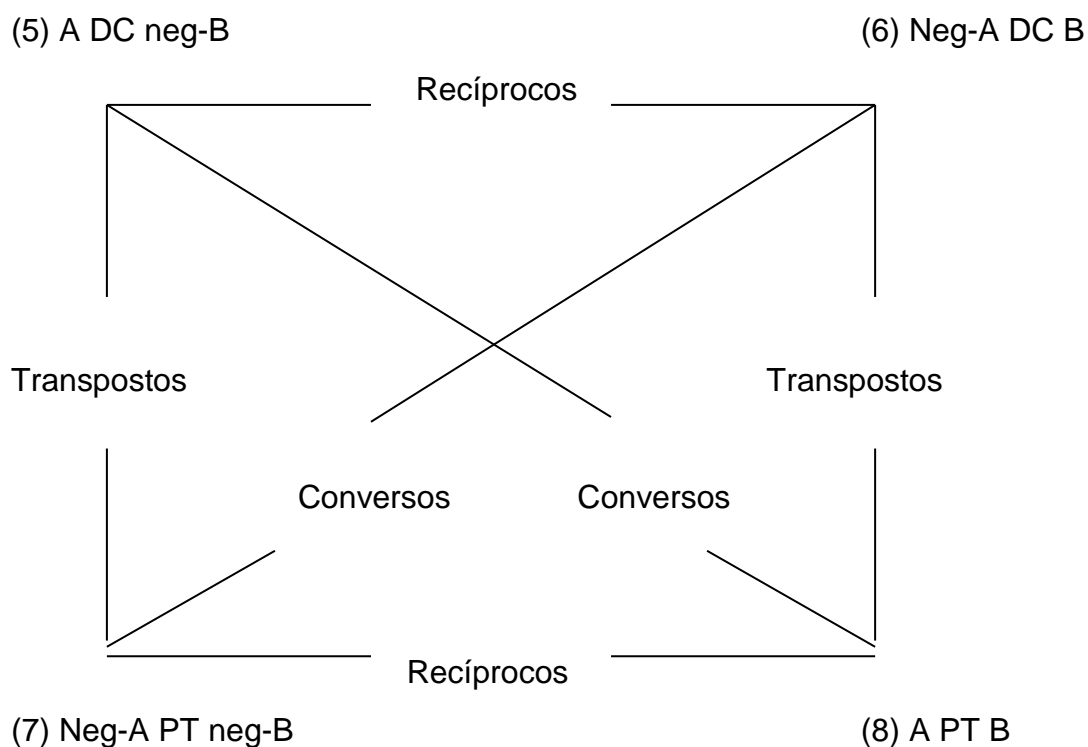 (5) A DC neg-B (6) Neg-A DC B
Recíprocos
Transpostos Transpostos
Conversos Conversos
Recíprocos
(7) Neg-A PT neg-B (8) A PT B